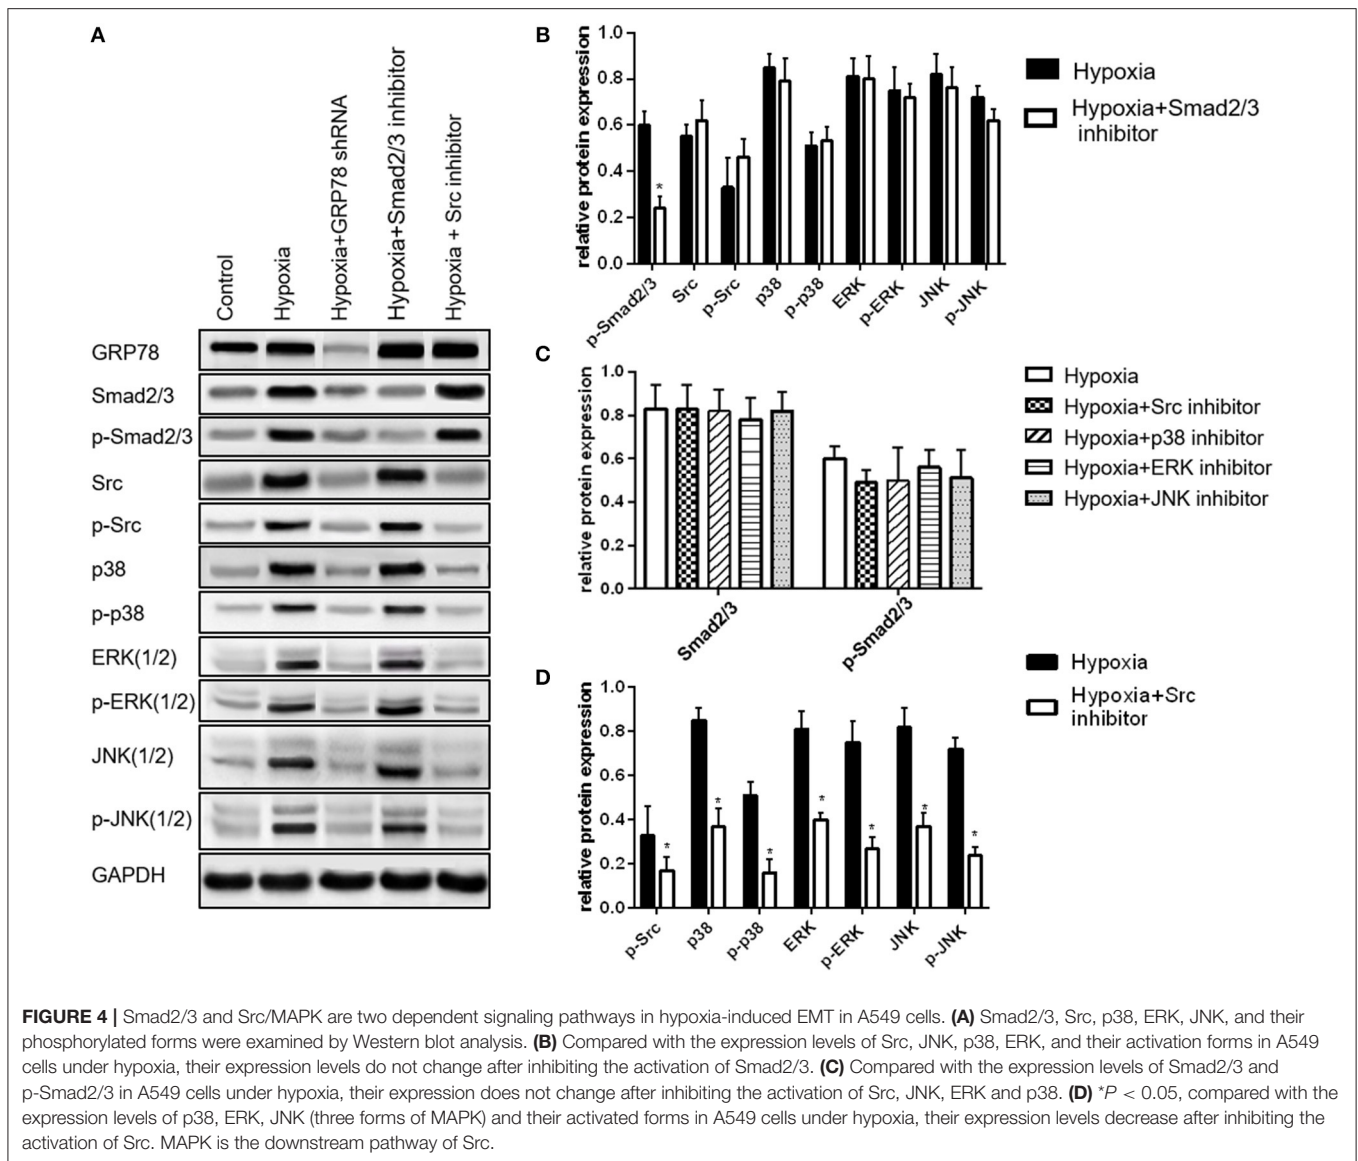 A
Control
Hypoxia
Hypoxia+GRP78 shRNA
Hypoxia+Smad2/3 inhibitor
Hypoxia + Src inhibitor
GRP78
Smad2/3
p-Smad2/3
Src
p-Src
p38
p-p38
ERK(1/2)
p-ERK(1/2)
JNK(1/2)
p-JNK(1/2)
GAPDH
B
relative protein expression
1.0
0.8
0.6
0.4
0.2
0.0
*
p-Smad2/3
Src
p-Src
p38
p-p38
ERK
p-ERK
JNK
p-JNK
Hypoxia
Hypoxia+Smad2/3
inhibitor
C
relative protein expression
1.0
0.8
0.6
0.4
0.2
0.0
Smad2/3
p-Smad2/3
Hypoxia
Hypoxia+Src inhibitor
Hypoxia+p38 inhibitor
Hypoxia+ERK inhibitor
Hypoxia+JNK inhibitor
D
relative protein expression
1.0
0.8
0.6
0.4
0.2
0.0
*
*
*
*
*
*
*
p-Src
p38
p-p38
ERK
p-ERK
JNK
p-JNK
Hypoxia
Hypoxia+Src
inhibitor
FIGURE 4 | Smad2/3 and Src/MAPK are two dependent signaling pathways in hypoxia-induced EMT in A549 cells. (A) Smad2/3, Src, p38, ERK, JNK, and their
phosphorylated forms were examined by Western blot analysis. (B) Compared with the expression levels of Src, JNK, p38, ERK, and their activation forms in A549
cells under hypoxia, their expression levels do not change after inhibiting the activation of Smad2/3. (C) Compared with the expression levels of Smad2/3 and
p-Smad2/3 in A549 cells under hypoxia, their expression does not change after inhibiting the activation of Src, JNK, ERK and p38. (D) *P < 0.05, compared with the
expression levels of p38, ERK, JNK (three forms of MAPK) and their activated forms in A549 cells under hypoxia, their expression levels decrease after inhibiting the
activation of Src. MAPK is the downstream pathway of Src.